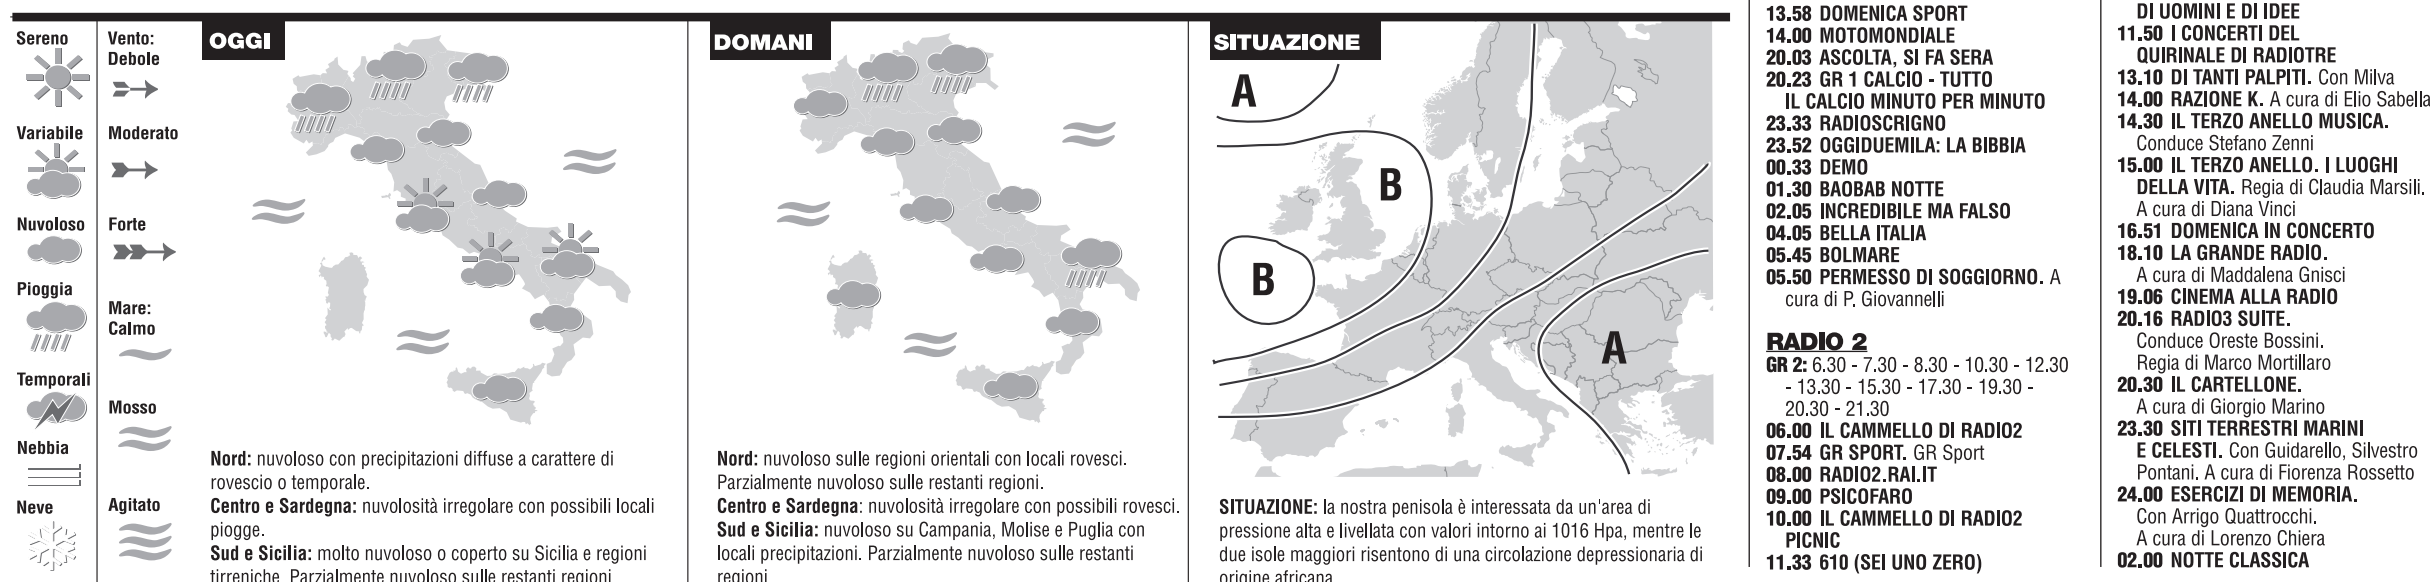 Sereno
Variabile
Nuvoloso
Pioggia
Temporali
Nebbia
Neve
Vento:
Debole
Moderato
Forte
Mare:
Calmo
Mosso
Agitato
OGGI
Nord: nuvoloso con precipitazioni diffuse a carattere di
rovescio o temporale.
Centro e Sardegna: nuvolosità irregolare con possibili locali
piogge.
Sud e Sicilia: molto nuvoloso o coperto su Sicilia e regioni
tirreniche. Parzialmente nuvoloso sulle restanti regioni
DOMANI
Nord: nuvoloso sulle regioni orientali con locali rovesci.
Parzialmente nuvoloso sulle restanti regioni.
Centro e Sardegna: nuvolosità irregolare con possibili rovesci.
Sud e Sicilia: nuvoloso su Campania, Molise e Puglia con
locali precipitazioni. Parzialmente nuvoloso sulle restanti
regioni
SITUAZIONE
A
B
B
A
SITUAZIONE: la nostra penisola è interessata da un'area di
pressione alta e livellata con valori intorno ai 1016 Hpa, mentre le
due isole maggiori risentono di una circolazione depressionaria di
origine africana
13.58 DOMENICA SPORT
14.00 MOTOMONDIALE
20.03 ASCOLTA, SI FA SERA
20.23 GR 1 CALCIO - TUTTO
IL CALCIO MINUTO PER MINUTO
23.33 RADIOSCRIGNO
23.52 OGGIDUEMILA: LA BIBBIA
00.33 DEMO
01.30 BAOBAB NOTTE
02.05 INCREDIBILE MA FALSO
04.05 BELLA ITALIA
05.45 BOLMARE
05.50 PERMESSO DI SOGGIORNO. A
cura di P. Giovannelli
RADIO 2
GR 2: 6.30 - 7.30 - 8.30 - 10.30 - 12.30
- 13.30 - 15.30 - 17.30 - 19.30 -
20.30 - 21.30
06.00 IL CAMMELLO DI RADIO2
07.54 GR SPORT. GR Sport
08.00 RADIO2.RAI.IT
09.00 PSICOFARO
10.00 IL CAMMELLO DI RADIO2
PICNIC
11.33 610 (SEI UNO ZERO)
DI UOMINI E DI IDEE
11.50 I CONCERTI DEL
QUIRINALE DI RADIOTRE
13.10 DI TANTI PALPITI. Con Milva
14.00 RAZIONE K. A cura di Elio Sabella
14.30 IL TERZO ANELLO MUSICA.
Conduce Stefano Zenni
15.00 IL TERZO ANELLO. I LUOGHI
DELLA VITA. Regia di Claudia Marsili.
A cura di Diana Vinci
16.51 DOMENICA IN CONCERTO
18.10 LA GRANDE RADIO.
A cura di Maddalena Gnisci
19.06 CINEMA ALLA RADIO
20.16 RADIO3 SUITE.
Conduce Oreste Bossini.
Regia di Marco Mortillaro
20.30 IL CARTELLONE.
A cura di Giorgio Marino
23.30 SITI TERRESTRI MARINI
E CELESTI. Con Guidarello, Silvestro
Pontani. A cura di Fiorenza Rossetto
24.00 ESERCIZI DI MEMORIA.
Con Arrigo Quattrocchi.
A cura di Lorenzo Chiera
02.00 NOTTE CLASSICA